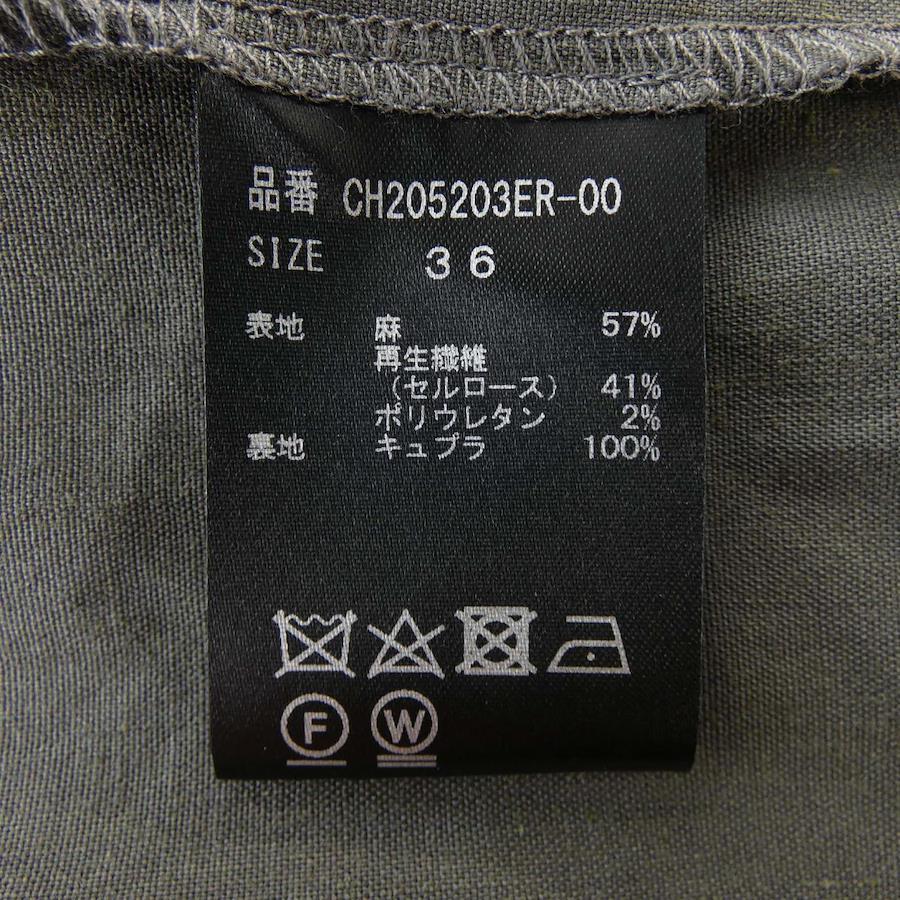 品番 CH205203ER-00
SIZE 36
表地 麻 57%
再生繊維
(セルロース) 41%
ポリウレタン 2%
裏地 キュプラ 100%
F W